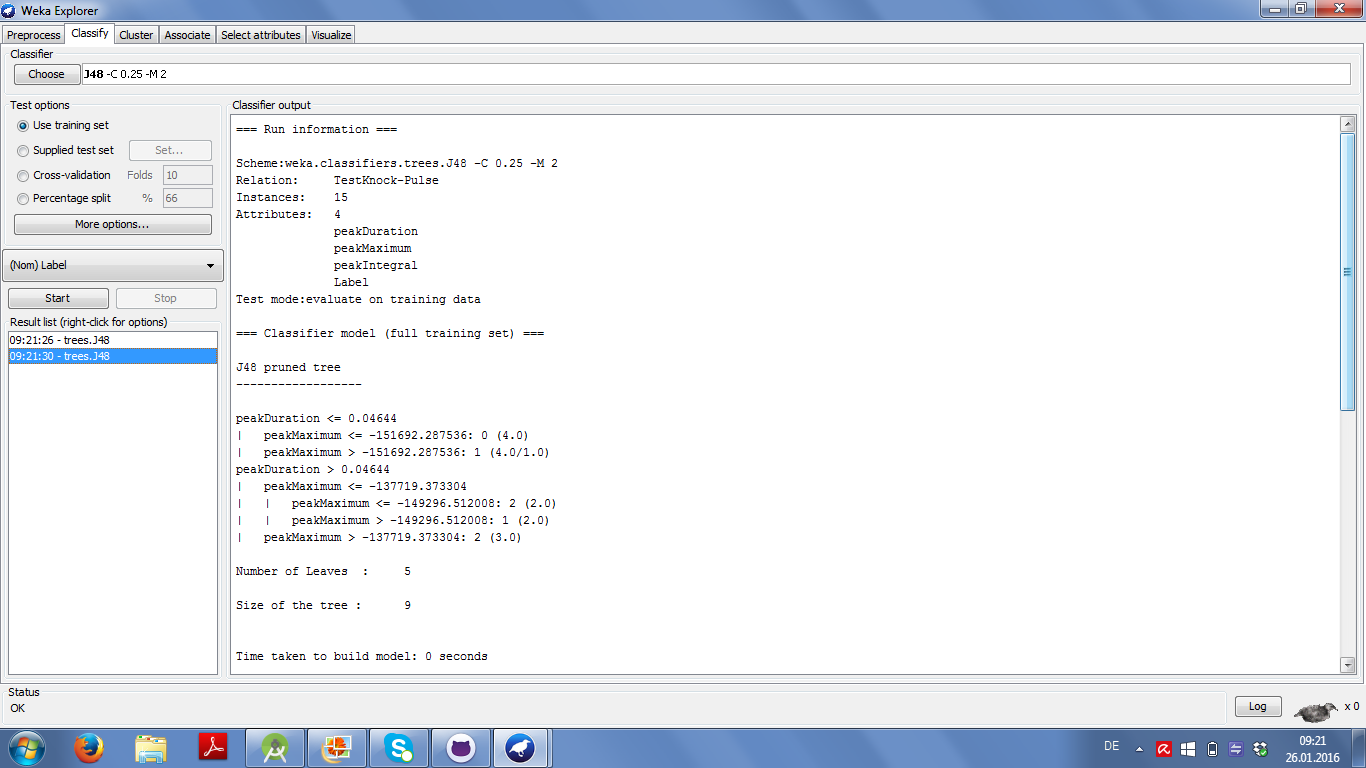 Weka Explorer
Preprocess Classify Cluster Associate Select attributes Visualize
Classifier
Choose J48 -C 0.25 -M 2
Test options
Use training set
Supplied test set Set...
Cross-validation Folds 10
Percentage split % 66
More options...
(Nom) Label
Start Stop
Result list (right-click for options)
09:21:26 - trees.J48
09:21:30 - trees.J48
Classifier output
=== Run information ===
Scheme:weka.classifiers.trees.J48 -C 0.25 -M 2
Relation: TestKnock-Pulse
Instances: 15
Attributes: 4
peakDuration
peakMaximum
peakIntegral
Label
Test mode:evaluate on training data
=== Classifier model (full training set) ===
J48 pruned tree
------------------
peakDuration <= 0.04644
| peakMaximum <= -151692.287536: 0 (4.0)
| peakMaximum > -151692.287536: 1 (4.0/1.0)
peakDuration > 0.04644
| peakMaximum <= -137719.373304
| | peakMaximum <= -149296.512008: 2 (2.0)
| | peakMaximum > -149296.512008: 1 (2.0)
| peakMaximum > -137719.373304: 2 (3.0)
Number of Leaves : 5
Size of the tree : 9
Time taken to build model: 0 seconds
Status
OK
Log x 0
DE
09:21
26.01.2016